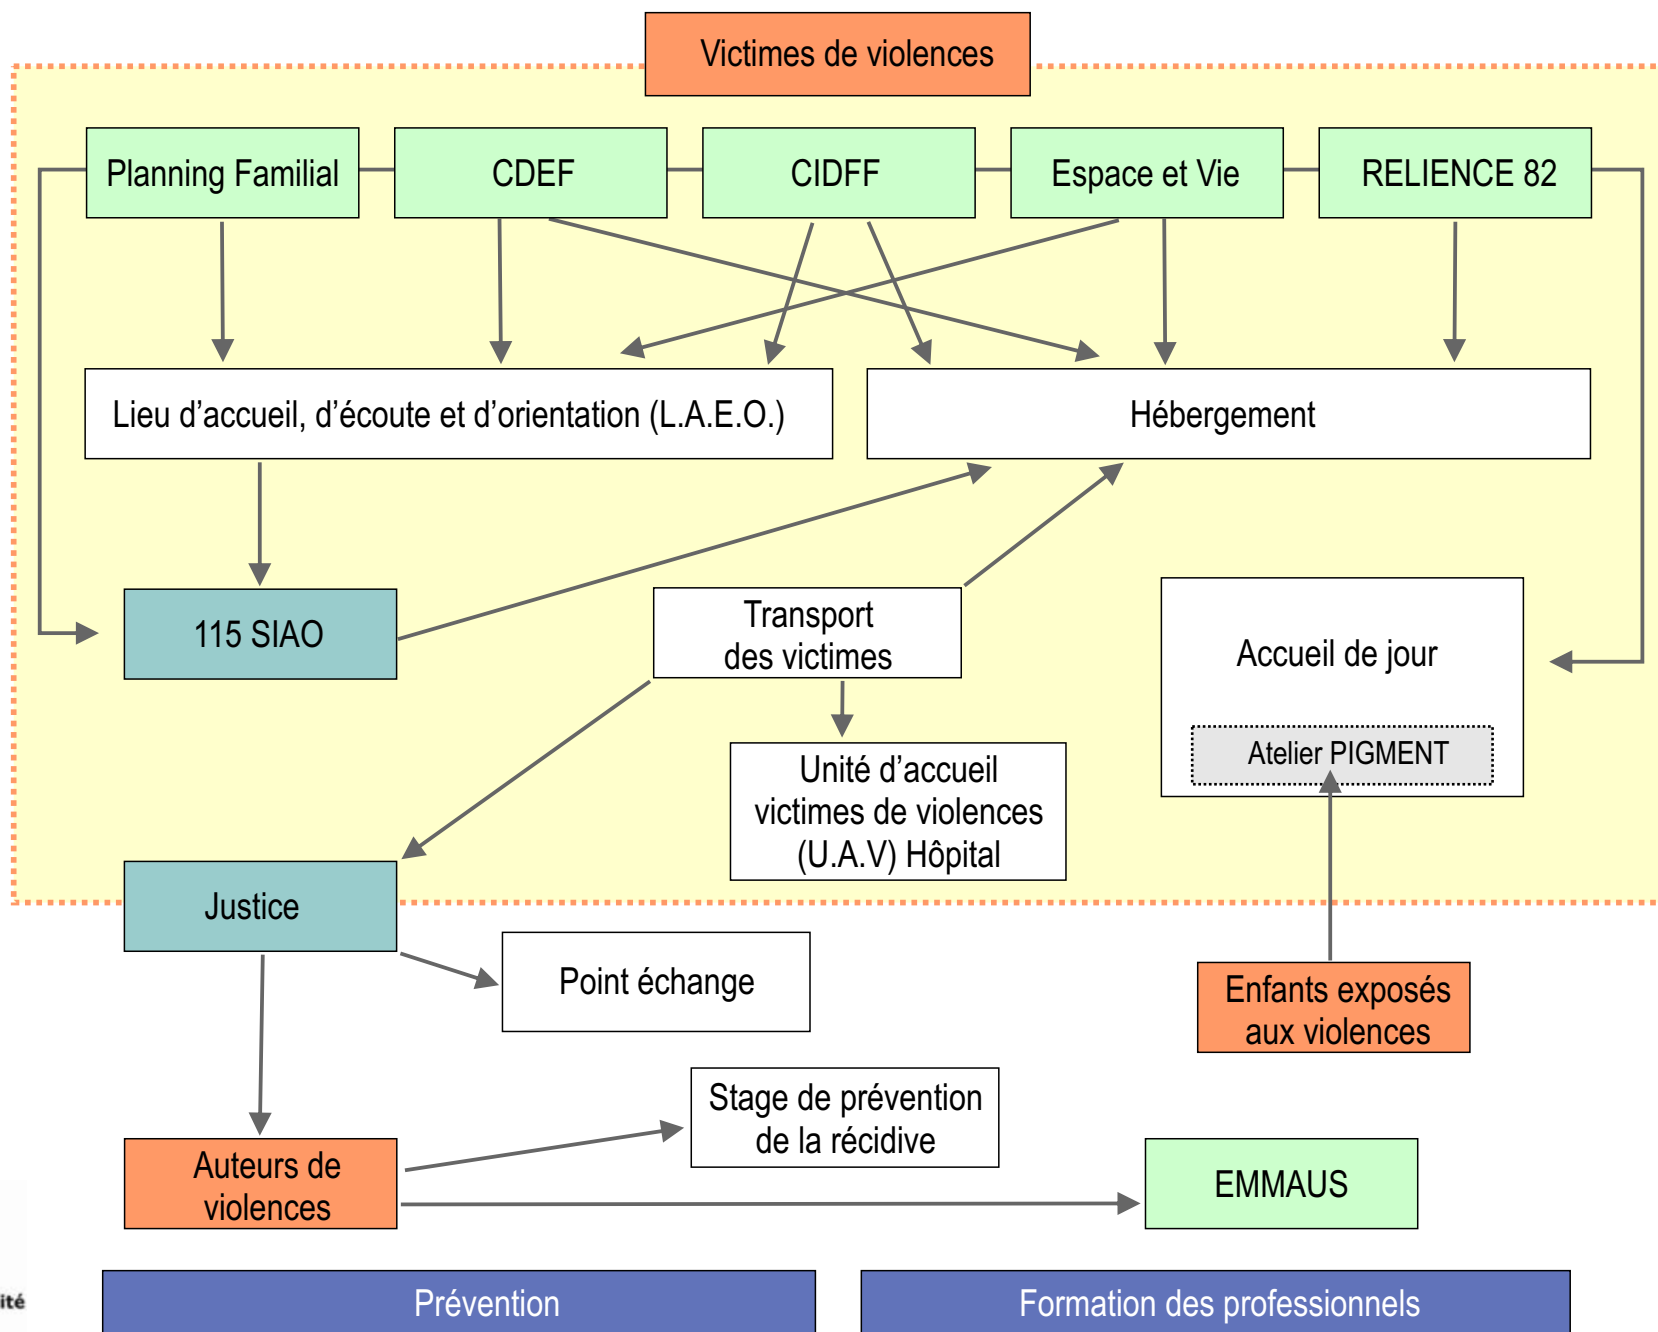 Victimes de violences
Planning Familial
CDEF
CIDFF
Espace et Vie
RELIENCE 82
Lieu d’accueil, d’écoute et d’orientation (L.A.E.O.)
Hébergement
115 SIAO
Transport
des victimes
Accueil de jour
Atelier PIGMENT
Unité d’accueil
victimes de violences
(U.A.V) Hôpital
Justice
Point échange
Enfants exposés
aux violences
Stage de prévention
de la récidive
Auteurs de
violences
EMMAUS
ité
Prévention
Formation des professionnels